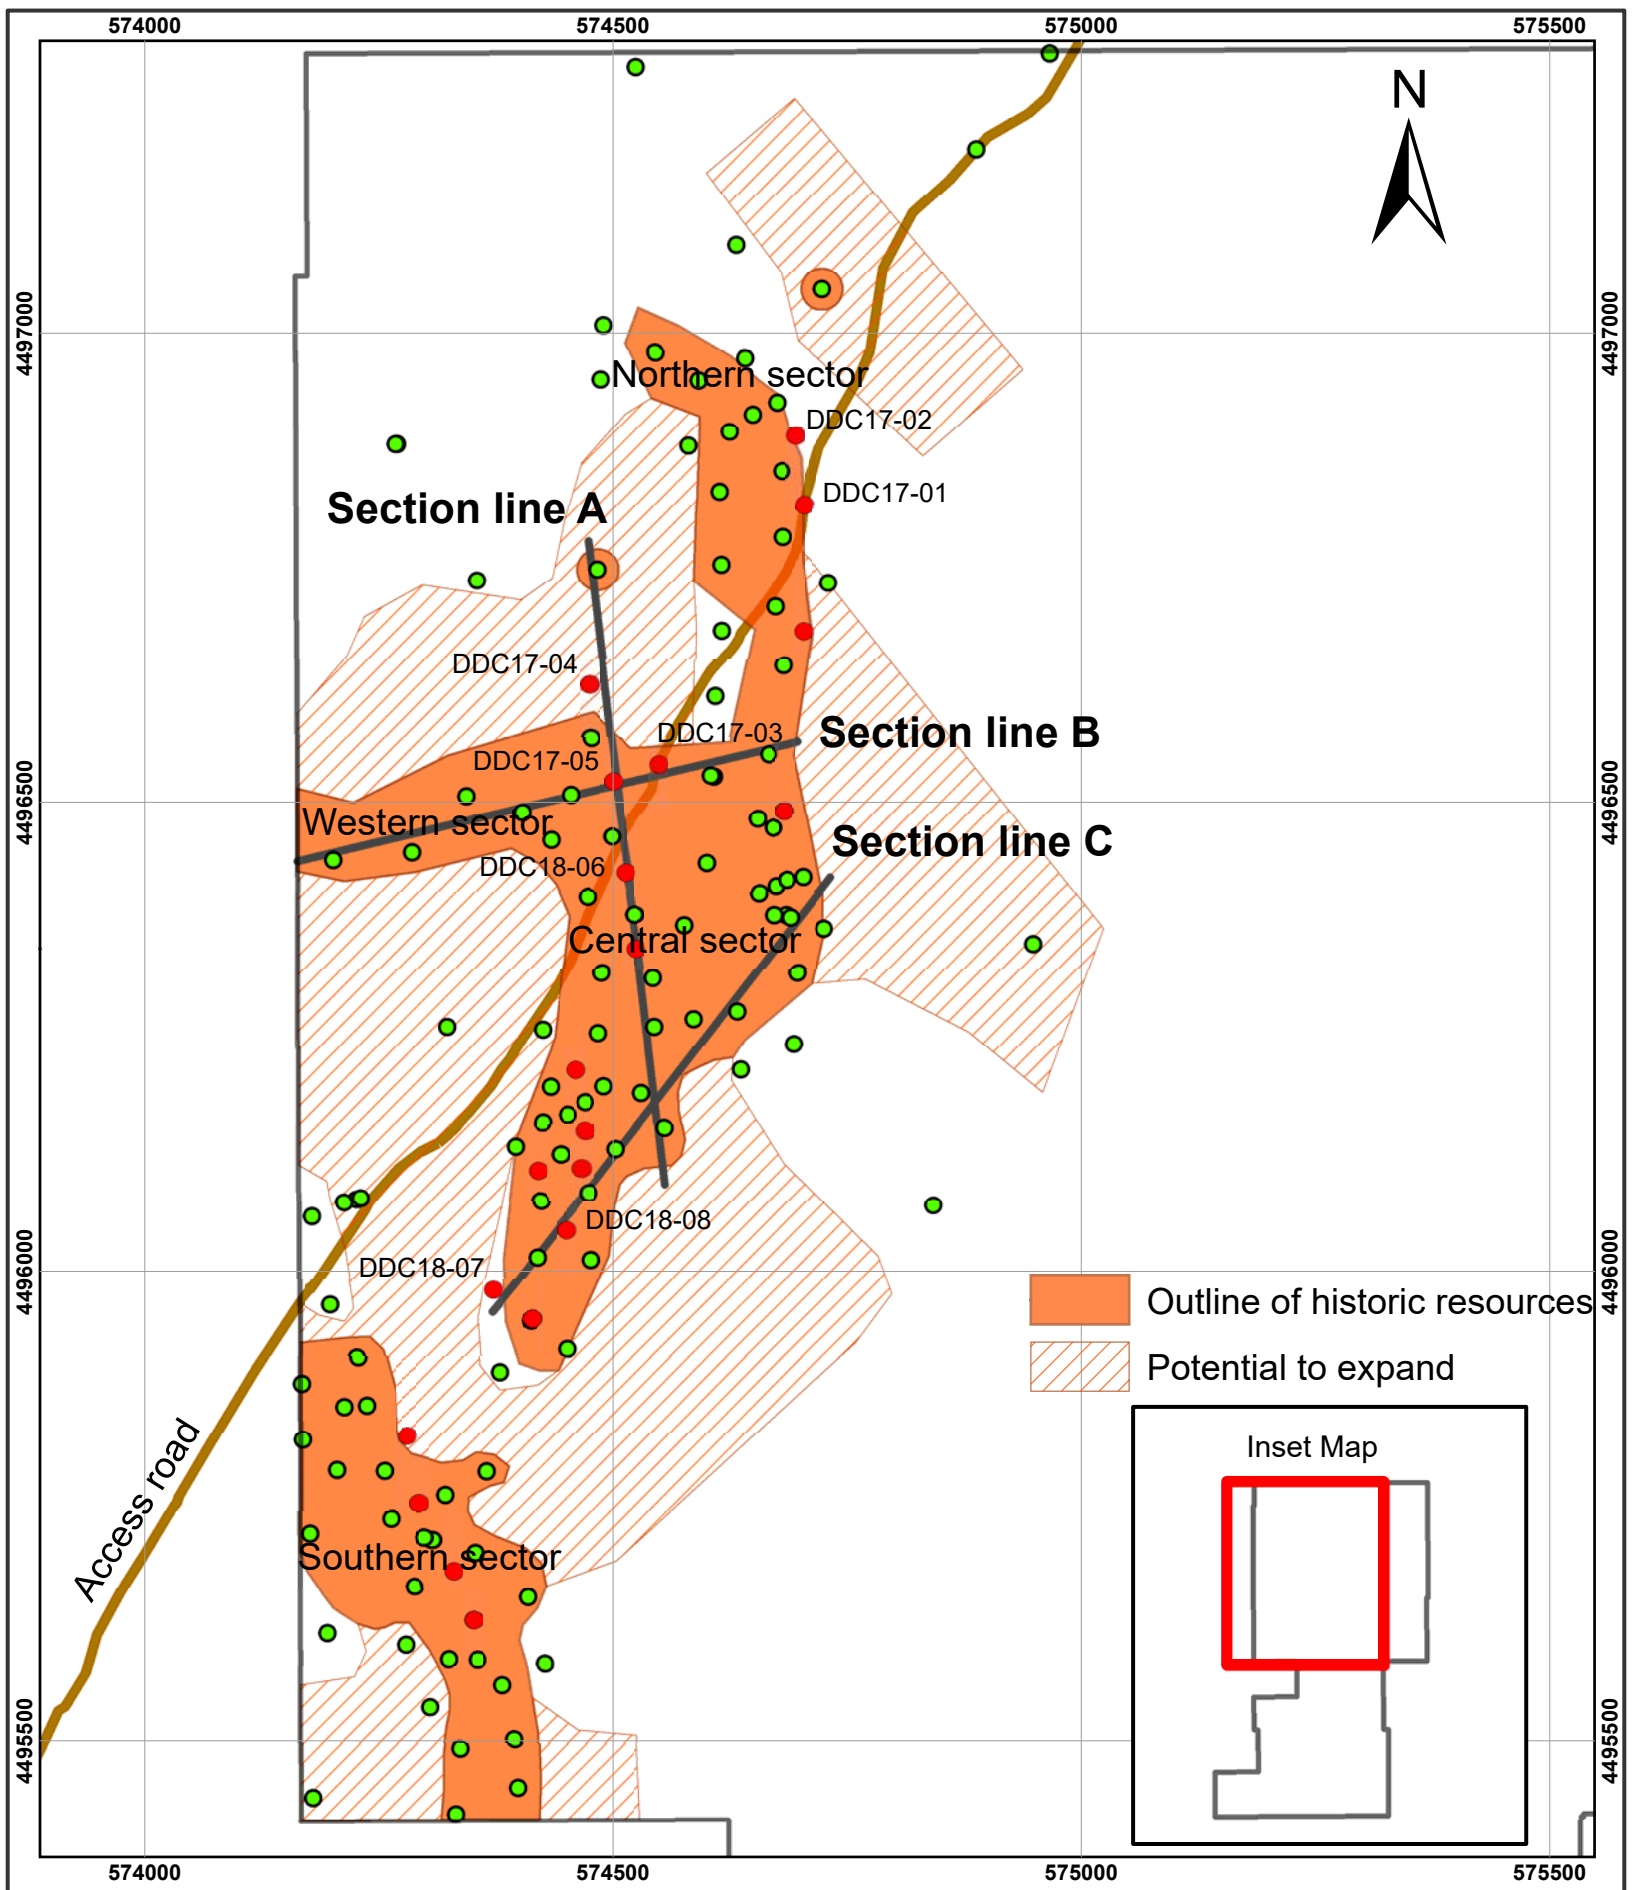 574000
574500
575000
575500
N
4497000
4497000
Northern sector
DDC17-02
DDC17-01
Section line A
DDC17-04
DDC17-03
Section line B
DDC17-05
4496500
4496500
Western sector
Section line C
DDC18-06
Central sector
DDC18-08
DDC18-07
4496000
4496000
Outline of historic resources
Potential to expand
Inset Map
Access road
Southern sector
4495500
4495500
574000
574500
575000
575500